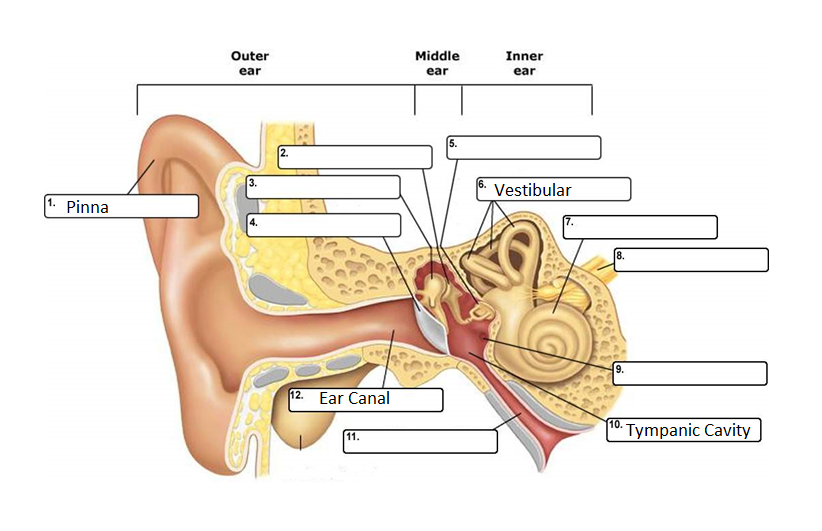 Outer
ear
Middle
ear
Inner
ear
1. Pinna
2.
3.
4.
5.
6. Vestibular
7.
8.
9.
10. Tympanic Cavity
11.
12. Ear Canal